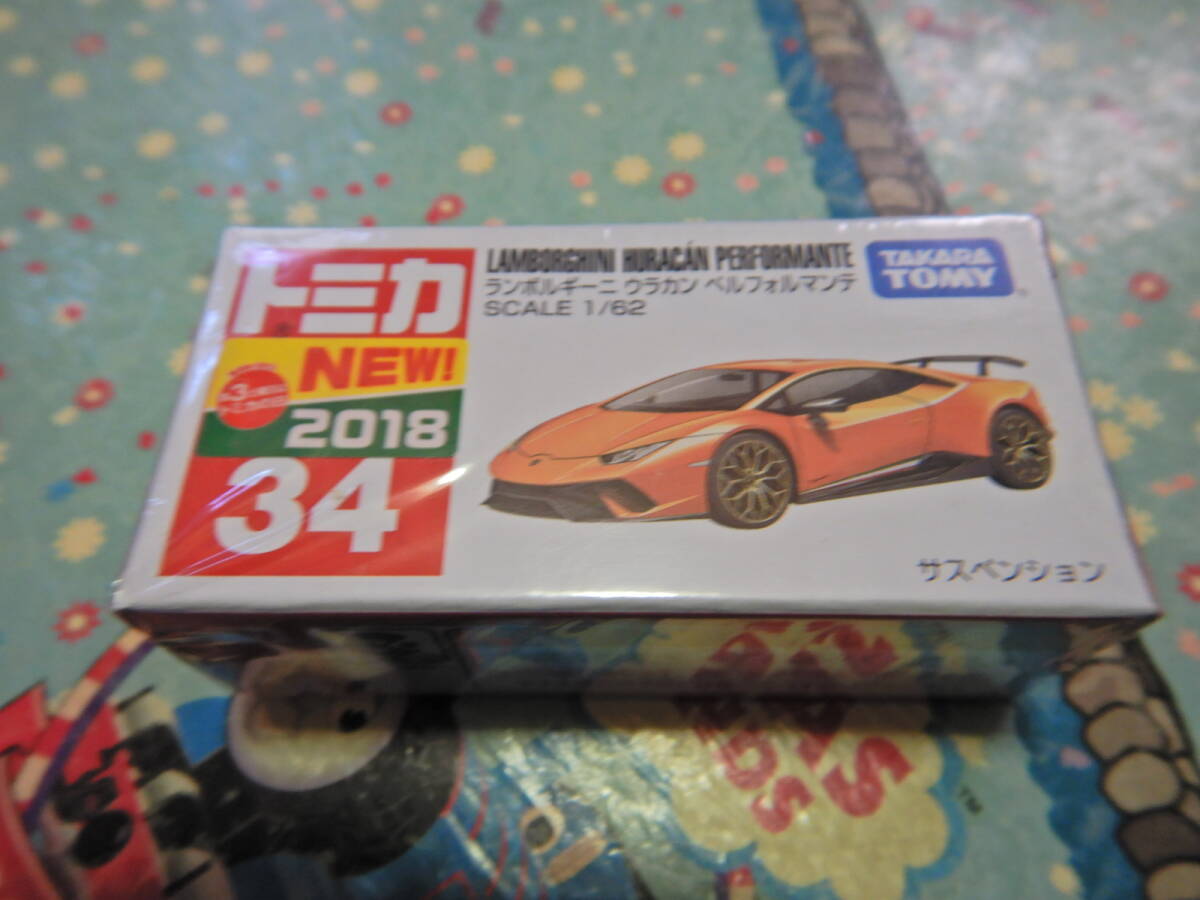 トミカ
NEW!
2018
34
LAMBORGHINI HURACÁN PERFORMANTE
ランボルギーニ ウラカン ペルフォルマンテ
SCALE 1/62
TAKARA
TOMY
サスペンション
TM